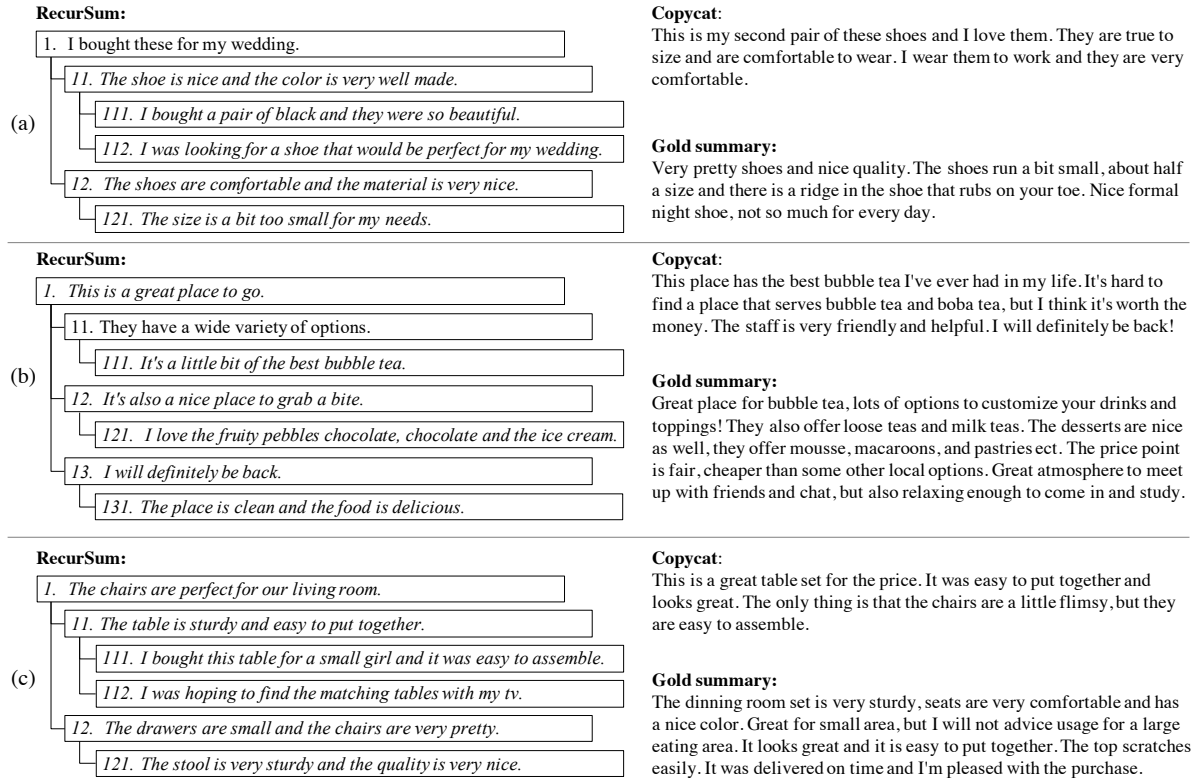 RecurSum:
1. I bought these for my wedding.
11. The shoe is nice and the color is very well made.
111. I bought a pair of black and they were so beautiful.
112. I was looking for a shoe that would be perfect for my wedding.
12. The shoes are comfortable and the material is very nice.
121. The size is a bit too small for my needs.
(a)
Copycat:
This is my second pair of these shoes and I love them. They are true to
size and are comfortable to wear. I wear them to work and they are very
comfortable.
Gold summary:
Very pretty shoes and nice quality. The shoes run a bit small, about half
a size and there is a ridge in the shoe that rubs on your toe. Nice formal
night shoe, not so much for every day.
RecurSum:
1. This is a great place to go.
11. They have a wide variety of options.
111. It's a little bit of the best bubble tea.
12. It's also a nice place to grab a bite.
121. I love the fruity pebbles chocolate, chocolate and the ice cream.
13. I will definitely be back.
131. The place is clean and the food is delicious.
(b)
Copycat:
This place has the best bubble tea I've ever had in my life. It's hard to
find a place that serves bubble tea and boba tea, but I think it's worth the
money. The staff is very friendly and helpful. I will definitely be back!
Gold summary:
Great place for bubble tea, lots of options to customize your drinks and
toppings! They also offer loose teas and milk teas. The desserts are nice
as well, they offer mousse, macaroons, and pastries ect. The price point
is fair, cheaper than some other local options. Great atmosphere to meet
up with friends and chat, but also relaxing enough to come in and study.
RecurSum:
1. The chairs are perfect for our living room.
11. The table is sturdy and easy to put together.
111. I bought this table for a small girl and it was easy to assemble.
112. I was hoping to find the matching tables with my tv.
12. The drawers are small and the chairs are very pretty.
121. The stool is very sturdy and the quality is very nice.
(c)
Copycat:
This is a great table set for the price. It was easy to put together and
looks great. The only thing is that the chairs are a little flimsy, but they
are easy to assemble.
Gold summary:
The dinning room set is very sturdy, seats are very comfortable and has
a nice color. Great for small area, but I will not advice usage for a large
eating area. It looks great and it is easy to put together. The top scratches
easily. It was delivered on time and I'm pleased with the purchase.